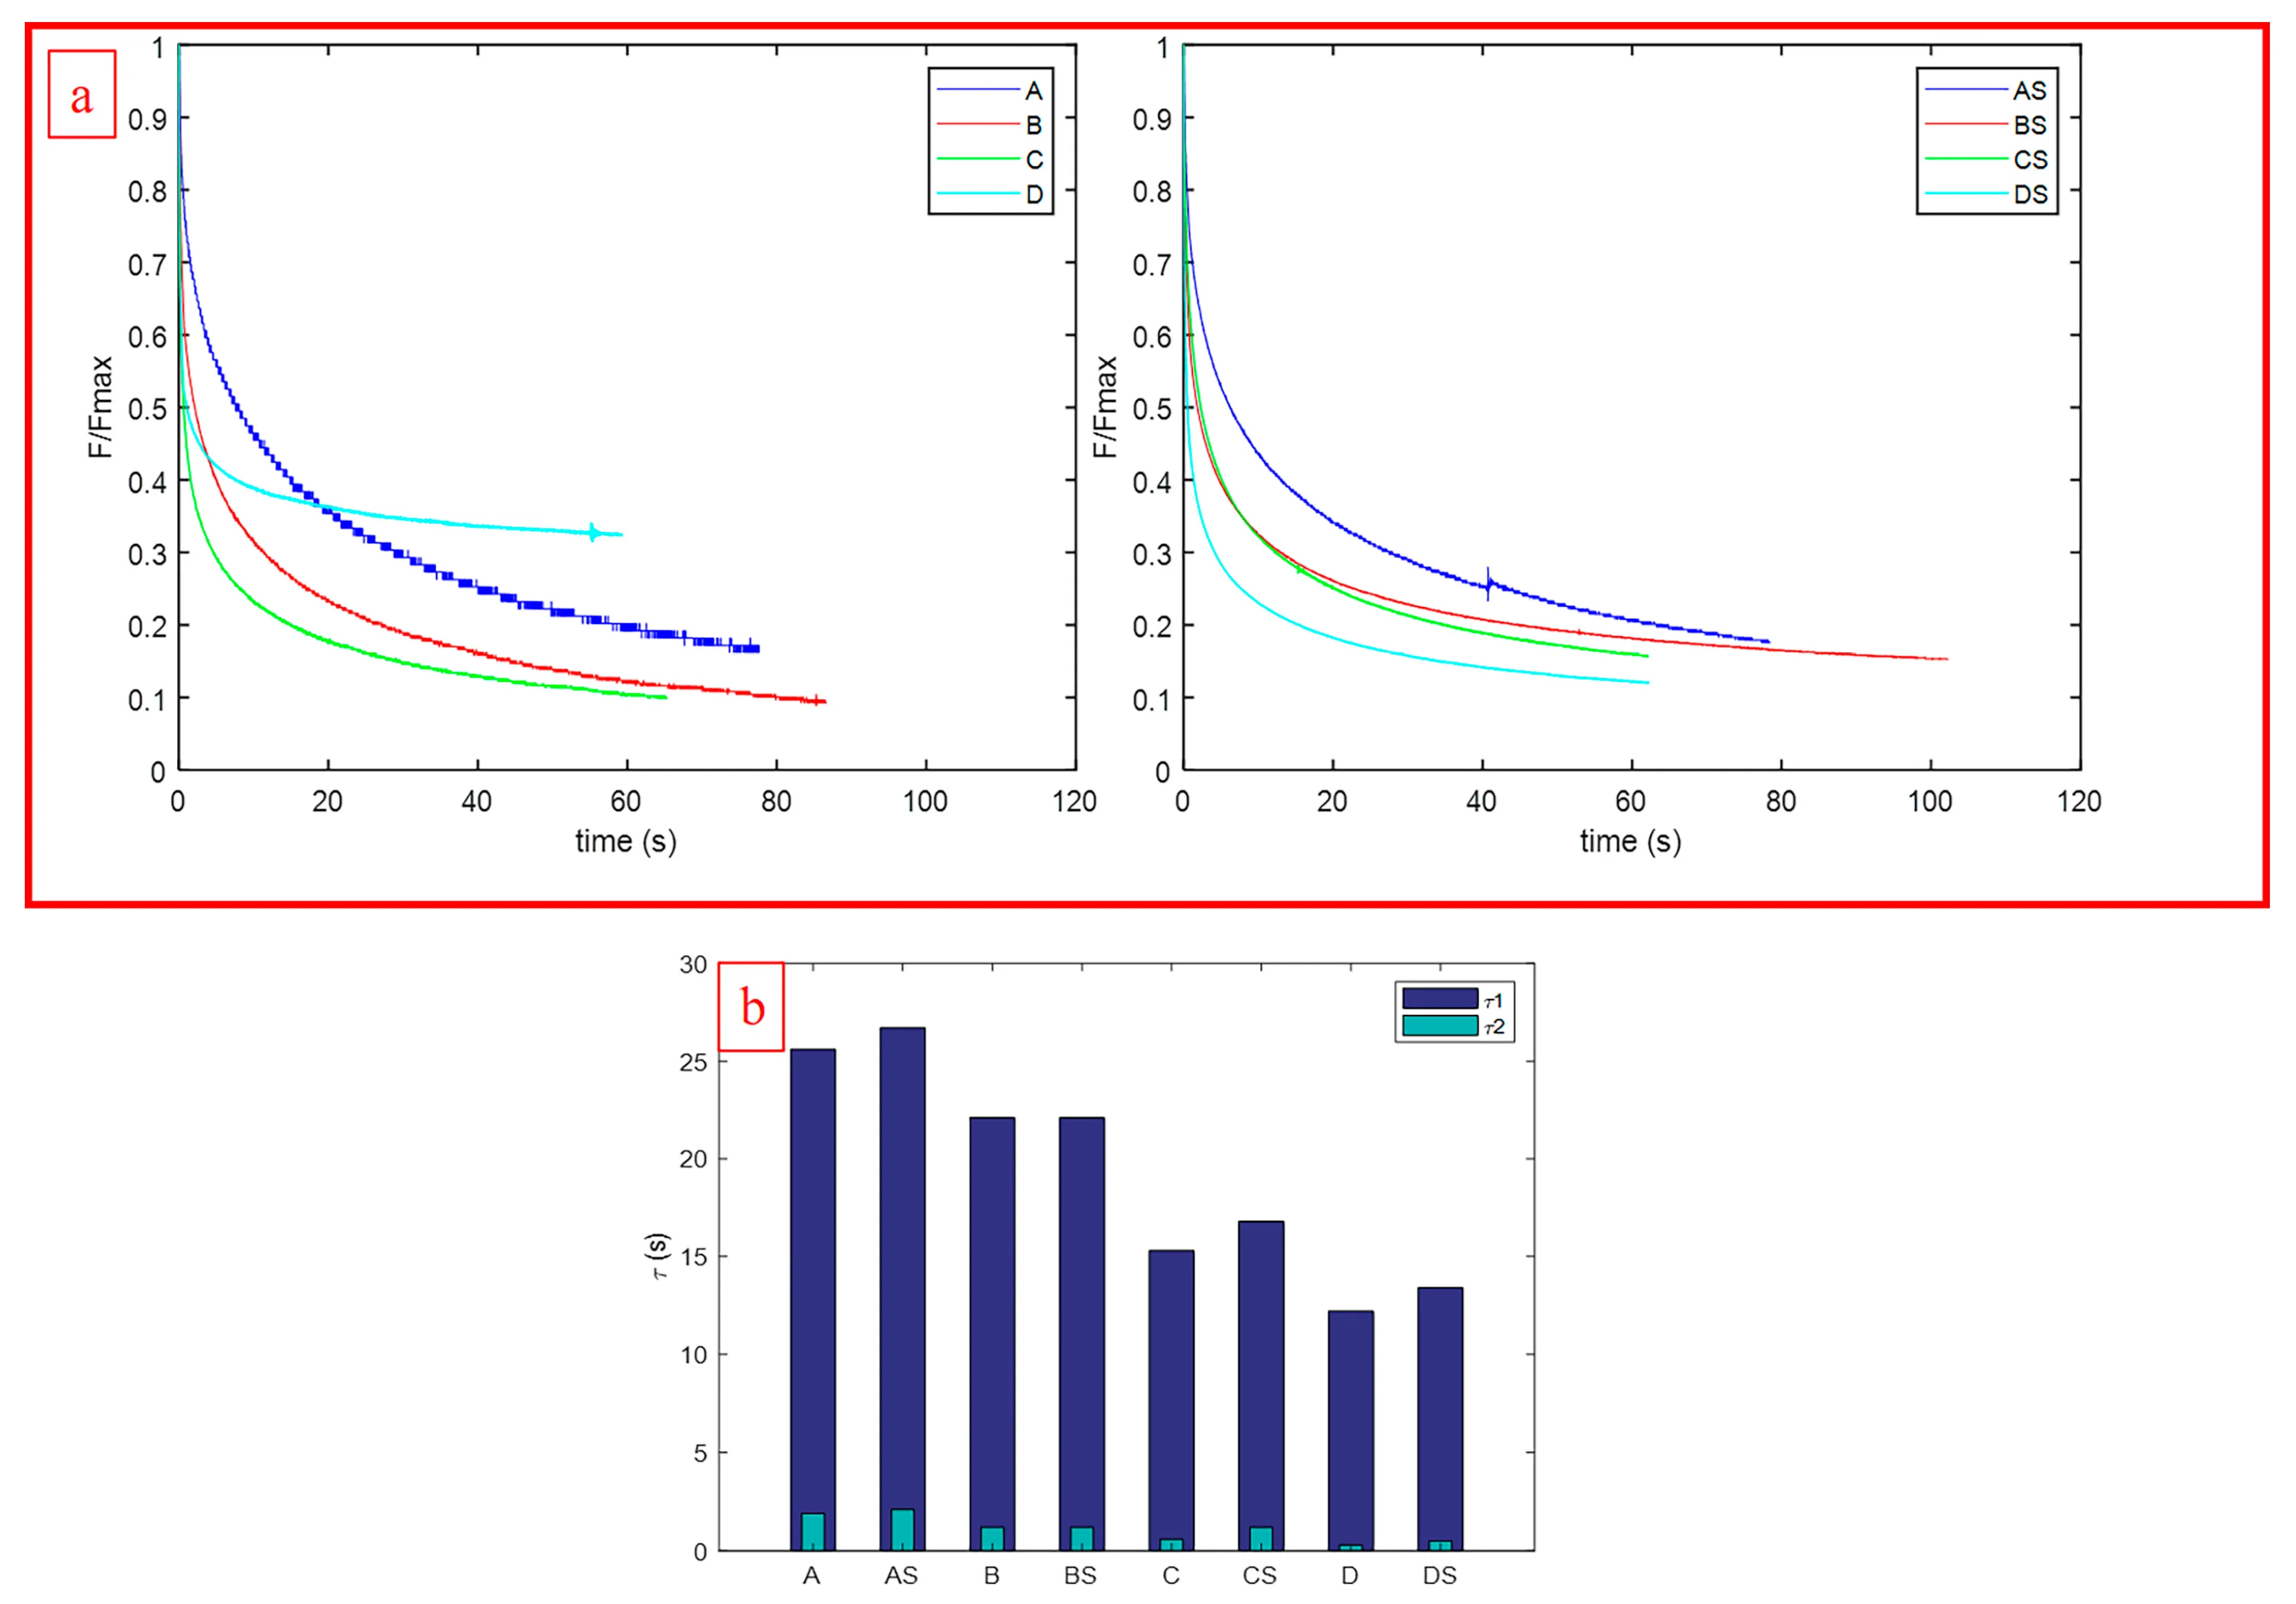 a
1
0.9
0.8
0.7
0.6
0.5
0.4
0.3
0.2
0.1
0
F/Fmax
0 20 40 60 80 100 120
time (s)
A
B
C
D
1
0.9
0.8
0.7
0.6
0.5
0.4
0.3
0.2
0.1
0
F/Fmax
0 20 40 60 80 100 120
time (s)
AS
BS
CS
DS
b
30
25
20
15
10
5
0
τ (s)
A AS B BS C CS D DS
τ1
τ2